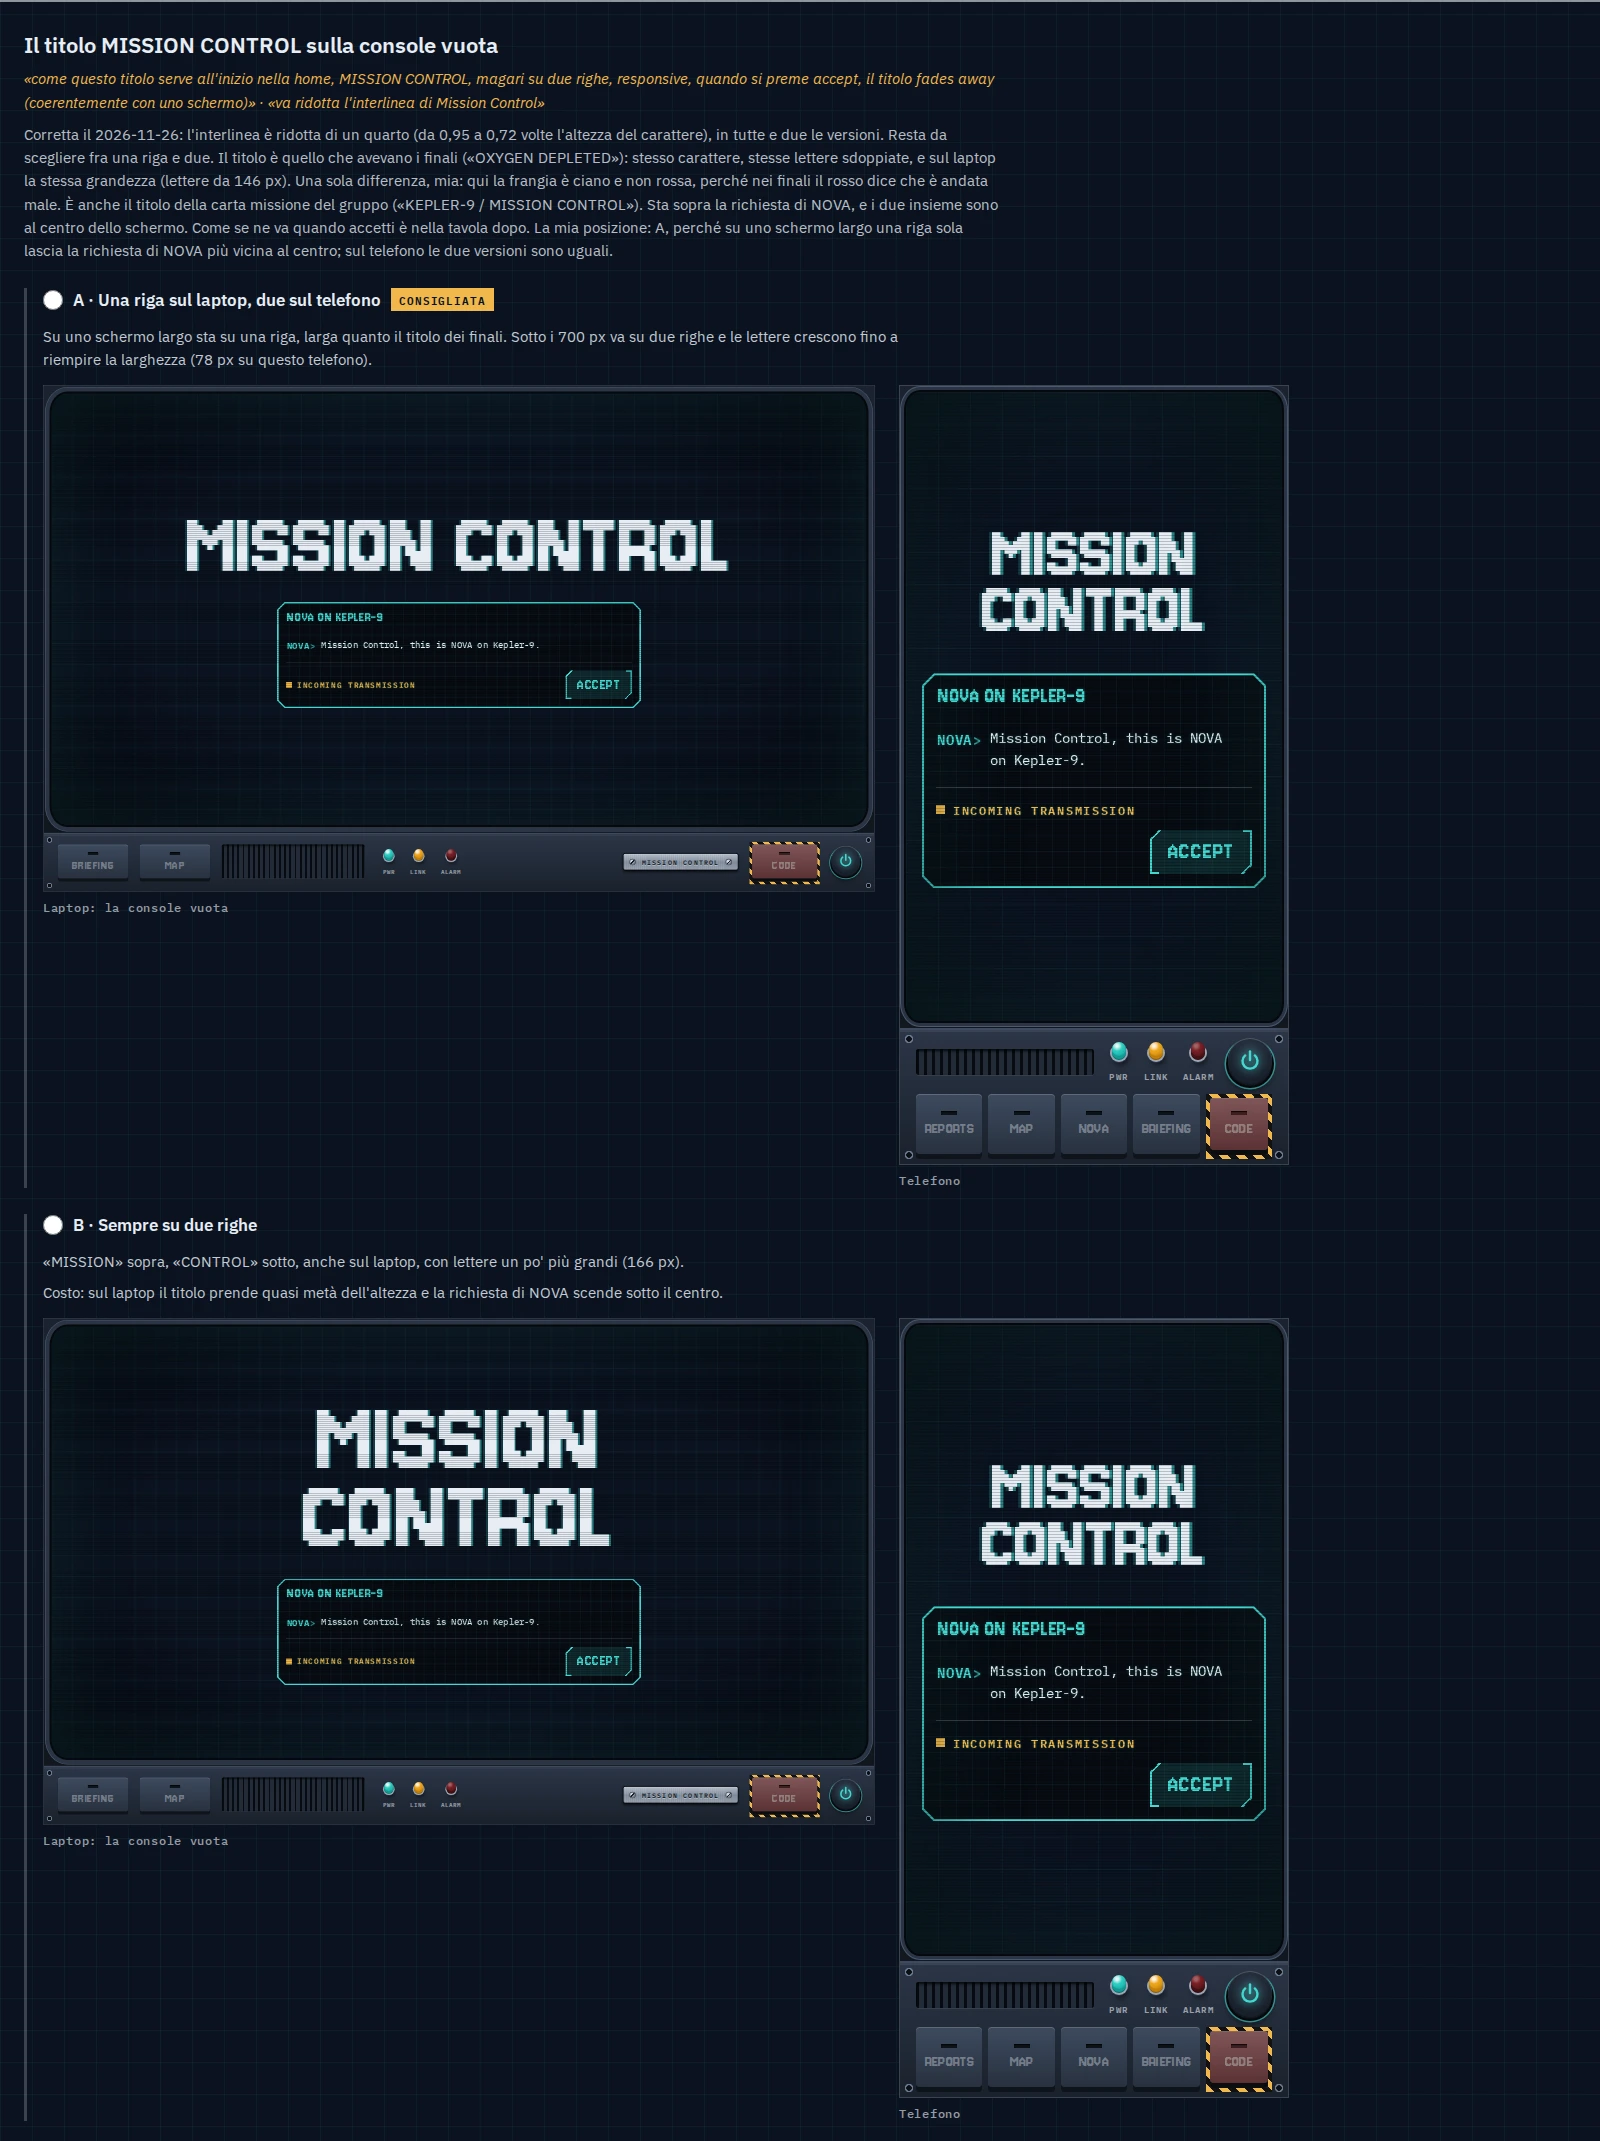 Il titolo MISSION CONTROL sulla console vuota
«come questo titolo serve all'inizio nella home, MISSION CONTROL, magari su due righe, responsive, quando si preme accept, il titolo fades away
(coerentemente con uno schermo)» · «va ridotta l'interlinea di Mission Control»
Corretta il 2026-11-26: l'interlinea è ridotta di un quarto (da 0,95 a 0,72 volte l'altezza del carattere), in tutte e due le versioni. Resta da
scegliere fra una riga e due. Il titolo è quello che avevano i finali («OXYGEN DEPLETED»): stesso carattere, stesse lettere sdoppiate, e sul laptop
la stessa grandezza (lettere da 146 px). Una sola differenza, mia: qui la frangia è ciano e non rossa, perché nei finali il rosso dice che è andata
male. È anche il titolo della carta missione del gruppo («KEPLER-9 / MISSION CONTROL»). Sta sopra la richiesta di NOVA, e i due insieme sono
al centro dello schermo. Come se ne va quando accetti è nella tavola dopo. La mia posizione: A, perché su uno schermo largo una riga sola
lascia la richiesta di NOVA più vicina al centro; sul telefono le due versioni sono uguali.
A · Una riga sul laptop, due sul telefono CONSIGLIATA
Su uno schermo largo sta su una riga, larga quanto il titolo dei finali. Sotto i 700 px va su due righe e le lettere crescono fino a
riempire la larghezza (78 px su questo telefono).
MISSION CONTROL
NOVA ON KEPLER-9
NOVA> Mission Control, this is NOVA on Kepler-9.
INCOMING TRANSMISSION ACCEPT
BRIEFING MAP PWR LINK ALARM MISSION CONTROL CODE
Laptop: la console vuota
MISSION
CONTROL
NOVA ON KEPLER-9
NOVA> Mission Control, this is NOVA
on Kepler-9.
INCOMING TRANSMISSION
ACCEPT
PWR LINK ALARM
REPORTS MAP NOVA BRIEFING CODE
Telefono
B · Sempre su due righe
«MISSION» sopra, «CONTROL» sotto, anche sul laptop, con lettere un po' più grandi (166 px).
Costo: sul laptop il titolo prende quasi metà dell'altezza e la richiesta di NOVA scende sotto il centro.
MISSION
CONTROL
NOVA ON KEPLER-9
NOVA> Mission Control, this is NOVA on Kepler-9.
INCOMING TRANSMISSION ACCEPT
BRIEFING MAP PWR LINK ALARM MISSION CONTROL CODE
Laptop: la console vuota
MISSION
CONTROL
NOVA ON KEPLER-9
NOVA> Mission Control, this is NOVA
on Kepler-9.
INCOMING TRANSMISSION
ACCEPT
PWR LINK ALARM
REPORTS MAP NOVA BRIEFING CODE
Telefono